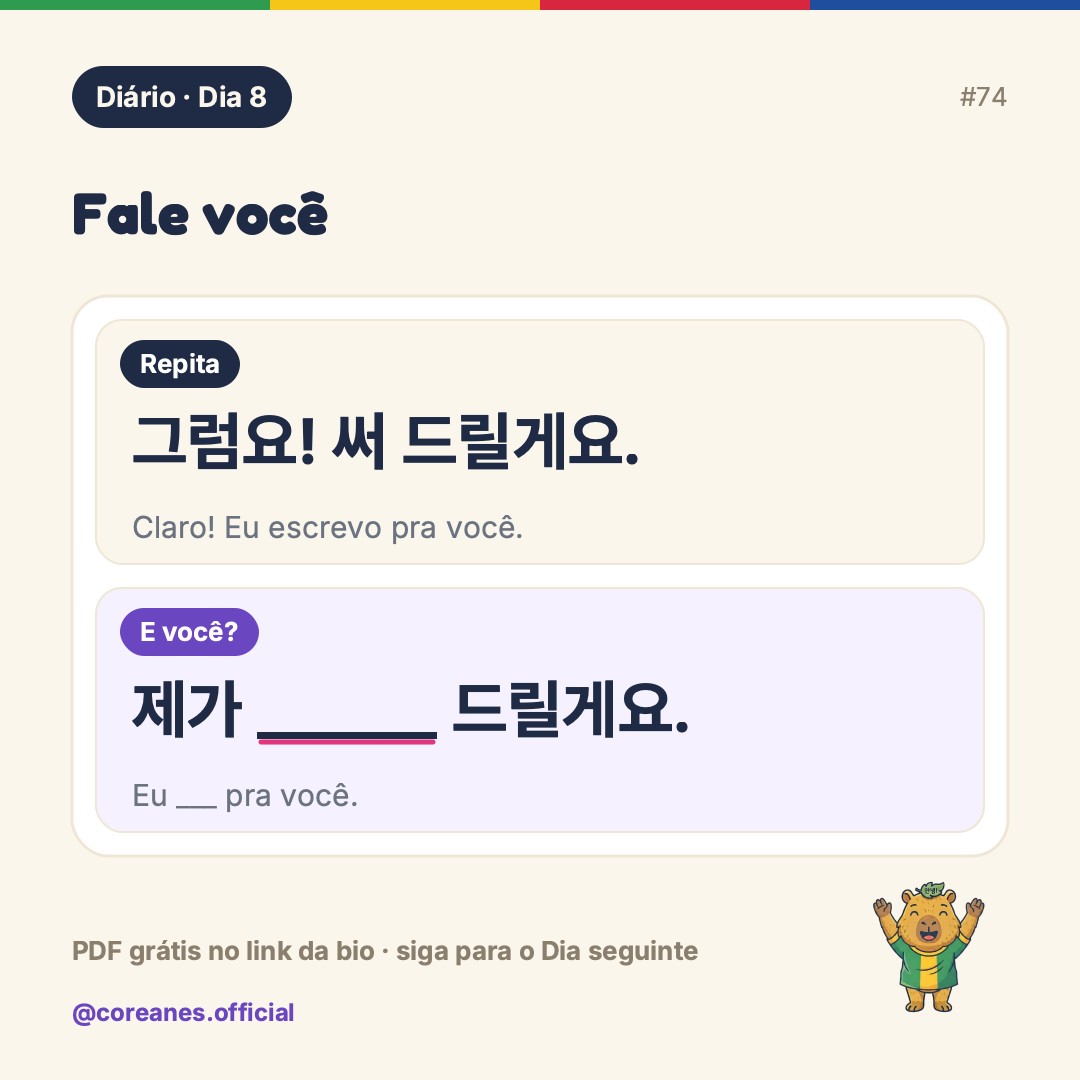 Diário · Dia 8
#74
Fale você
Repita
그럼요! 써 드릴게요.
Claro! Eu escrevo pra você.
E você?
제가 ______ 드릴게요.
Eu ___ pra você.
PDF grátis no link da bio · siga para o Dia seguinte
@coreanes.official